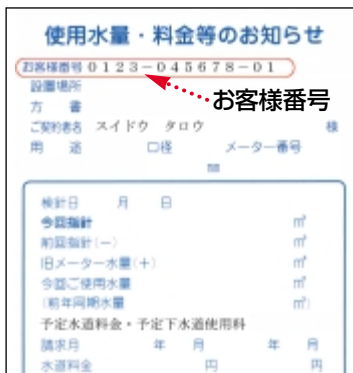 使用水量・料金等のお知らせ
お客様番号 0123-045678-01
設置場所
お客様番号
方 書
ご契約者名 スイドウ タロウ 様
用 途 口径 メーター番号
mm
検針日 月 日
今回指針 ㎥
前回指針(-) ㎥
旧メーター水量(+) ㎥
今回ご使用水量 ㎥
(前年同期水量 ㎥)
予定水道料金・予定下水道使用料
請求月 年 月 年 月
水道料金 円 円